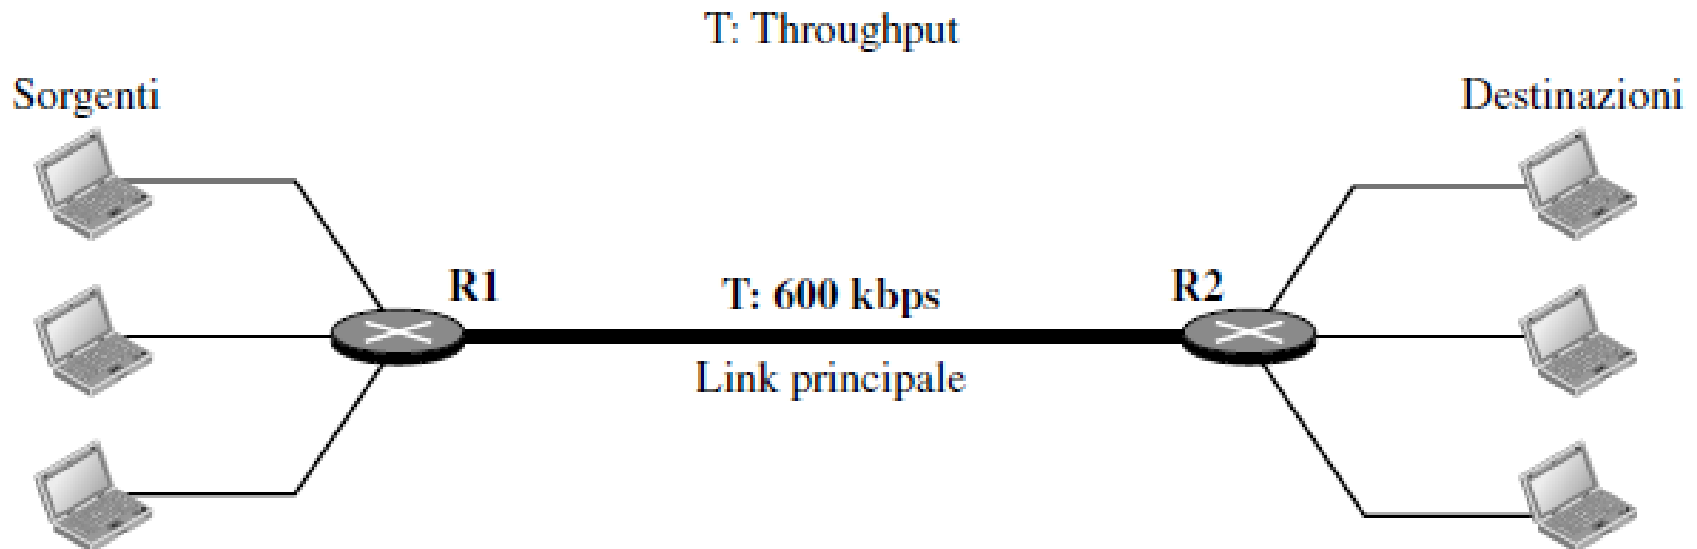 T: Throughput
Sorgenti
Destinazioni
R1
T: 600 kbps
R2
Link principale